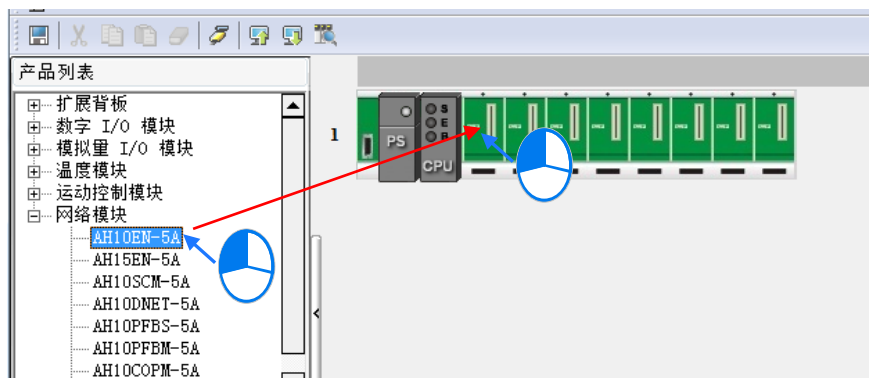 产品列表
扩展背板
数字 I/O 模块
模拟量 I/O 模块
温度模块
运动控制模块
网络模块
AH10EN-5A
AH15EN-5A
AH10SCM-5A
AH10DNET-5A
AH10PFBS-5A
AH10PFBM-5A
AH10COPM-5A
1
PS
S
E
B
CPU